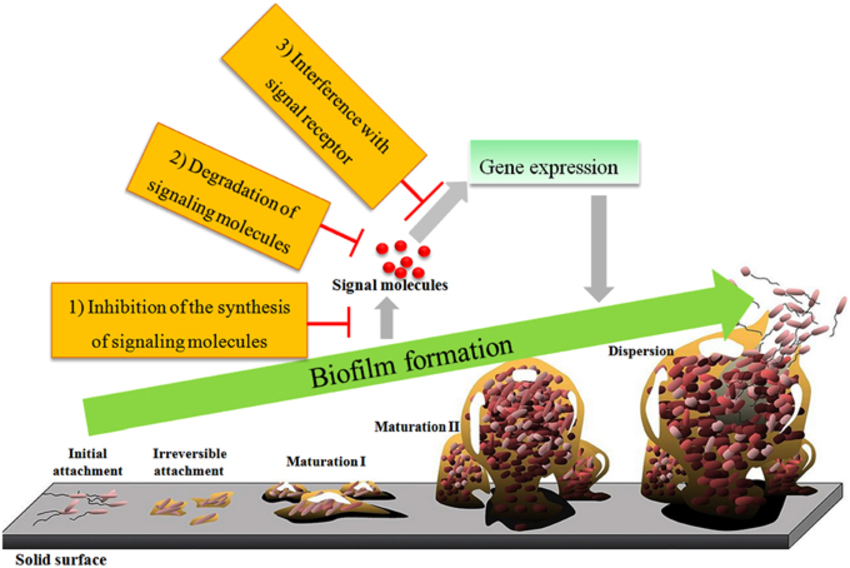 3) Interference with
signal receptor
Gene expression
2) Degradation of
signaling molecules
Signal molecules
1) Inhibition of the synthesis
of signaling molecules
Biofilm formation
Dispersion
Maturation II
Initial
attachment
Irreversible
attachment
Maturation I
Solid surface